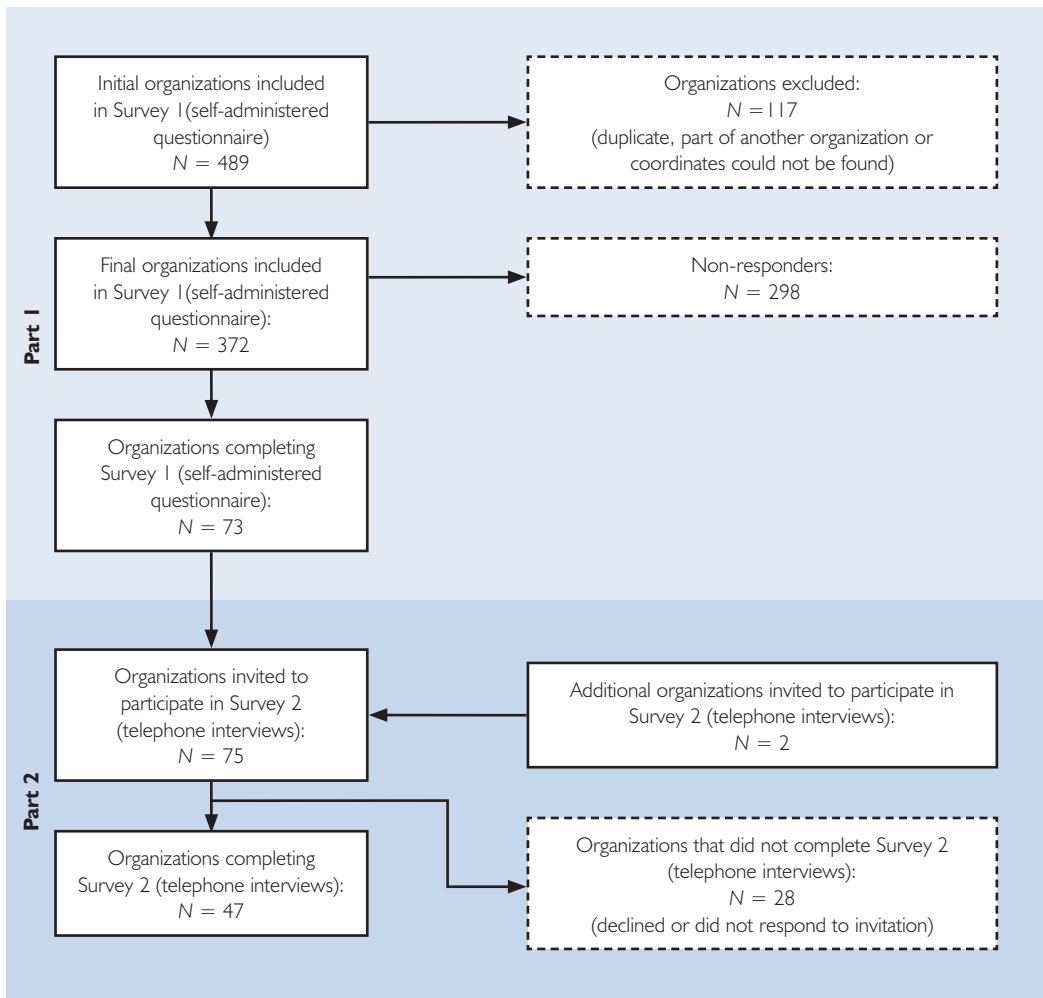 Initial organizations included
in Survey 1(self-administered
questionnaire)
N = 489
Organizations excluded:
N =117
(duplicate, part of another organization or
coordinates could not be found)
Part 1
Final organizations included
in Survey 1(self-administered
questionnaire):
N = 372
Non-responders:
N = 298
Organizations completing
Survey 1 (self-administered
questionnaire):
N = 73
Part 2
Organizations invited to
participate in Survey 2
(telephone interviews):
N = 75
Additional organizations invited to participate in
Survey 2 (telephone interviews):
N = 2
Organizations completing
Survey 2 (telephone interviews):
N = 47
Organizations that did not complete Survey 2
(telephone interviews):
N = 28
(declined or did not respond to invitation)